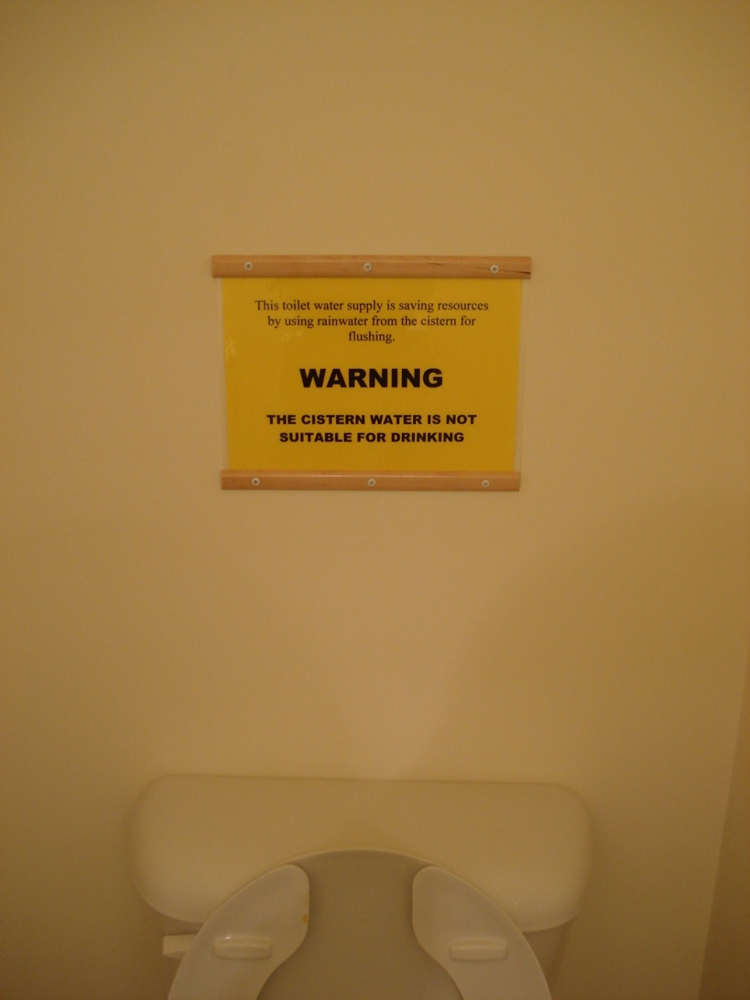 This toilet water supply is saving resources
by using rainwater from the cistern for
flushing.
WARNING
THE CISTERN WATER IS NOT
SUITABLE FOR DRINKING